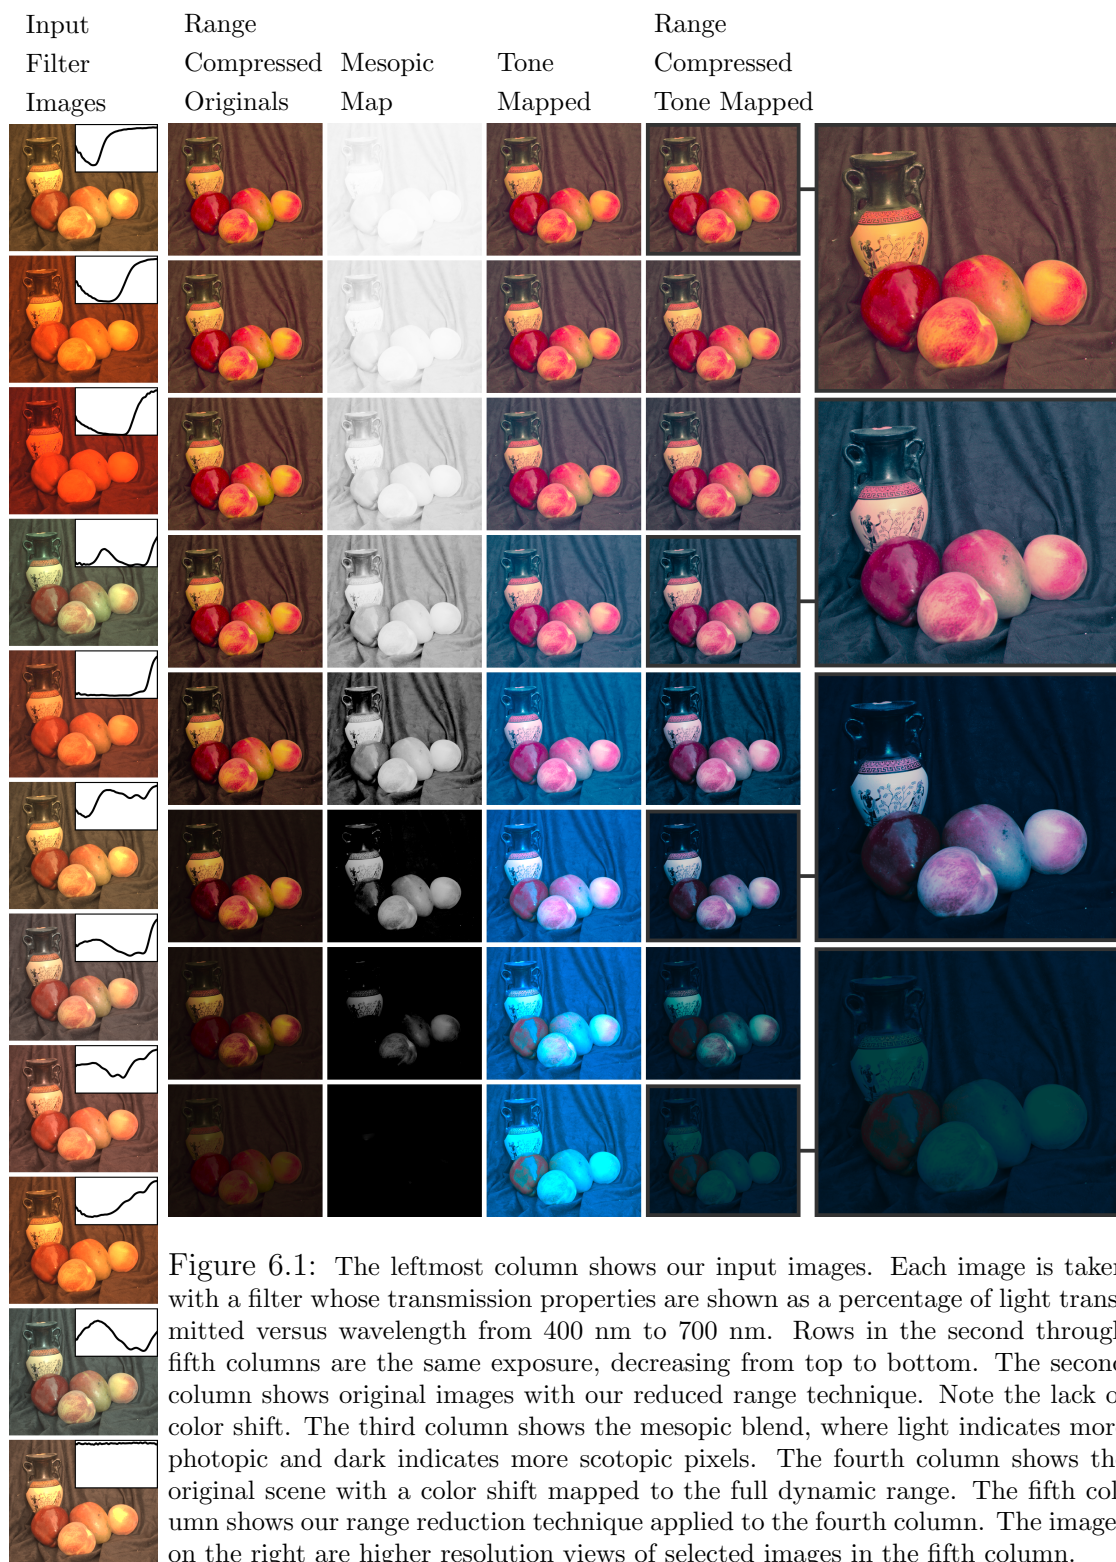 Input
Filter
Images
Range
Compressed
Originals
Mesopic
Map
Tone
Mapped
Range
Compressed
Tone Mapped
Figure 6.1: The leftmost column shows our input images. Each image is taken
with a filter whose transmission properties are shown as a percentage of light trans
mitted versus wavelength from 400 nm to 700 nm. Rows in the second through
fifth columns are the same exposure, decreasing from top to bottom. The second
column shows original images with our reduced range technique. Note the lack o
color shift. The third column shows the mesopic blend, where light indicates mor
photopic and dark indicates more scotopic pixels. The fourth column shows th
original scene with a color shift mapped to the full dynamic range. The fifth col
umn shows our range reduction technique applied to the fourth column. The image
on the right are higher resolution views of selected images in the fifth column.